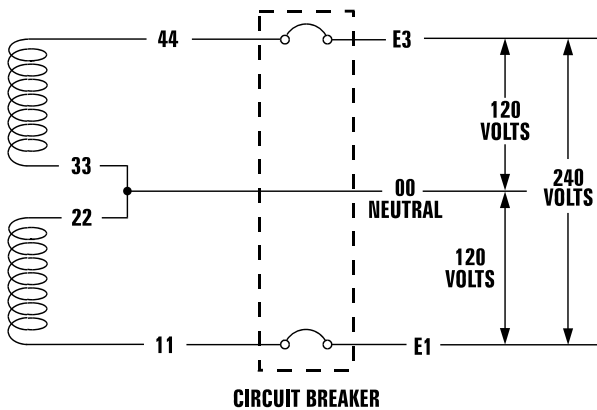 44
E3
120
VOLTS
33
00
NEUTRAL
240
VOLTS
22
120
VOLTS
11
E1
CIRCUIT BREAKER